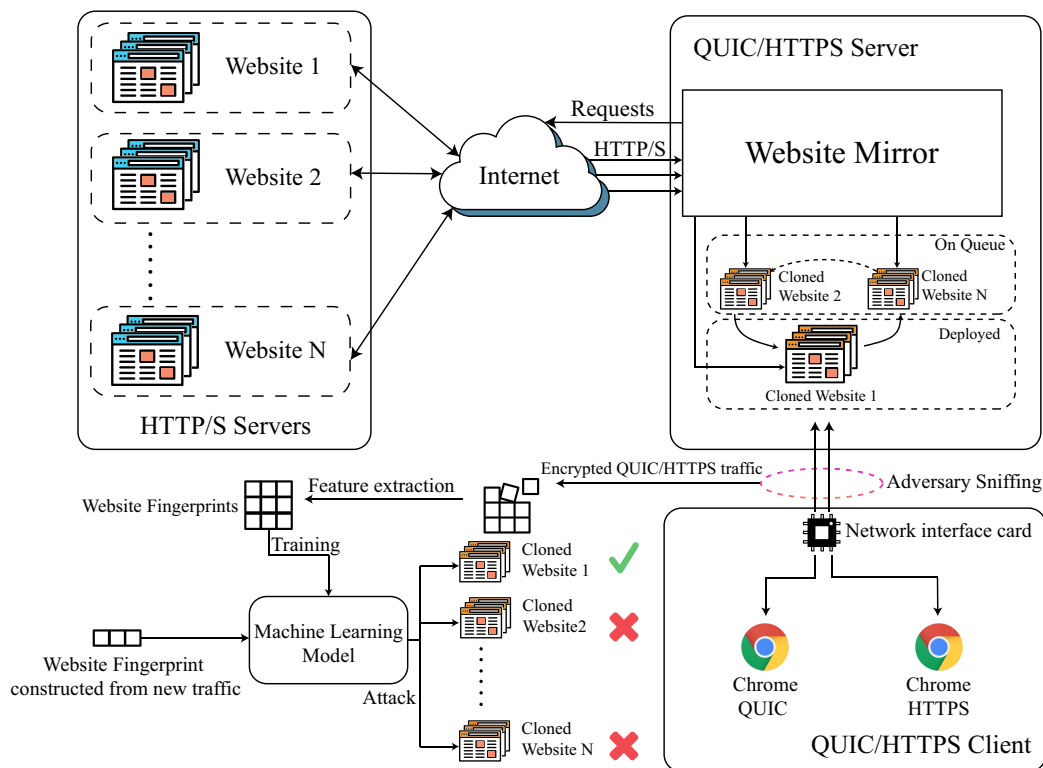 Website 1
Website 2
Website N
HTTP/S Servers
Internet
Requests
HTTP/S
QUIC/HTTPS Server
Website Mirror
On Queue
Cloned
Website 2
Cloned
Website N
Deployed
Cloned Website 1
Encrypted QUIC/HTTPS traffic
Adversary Sniffing
Feature extraction
Website Fingerprints
Training
Machine Learning
Model
Website Fingerprint
constructed from new traffic
Attack
Cloned
Website 1
Cloned
Website2
Cloned
Website N
Network interface card
Chrome
QUIC
Chrome
HTTPS
QUIC/HTTPS Client